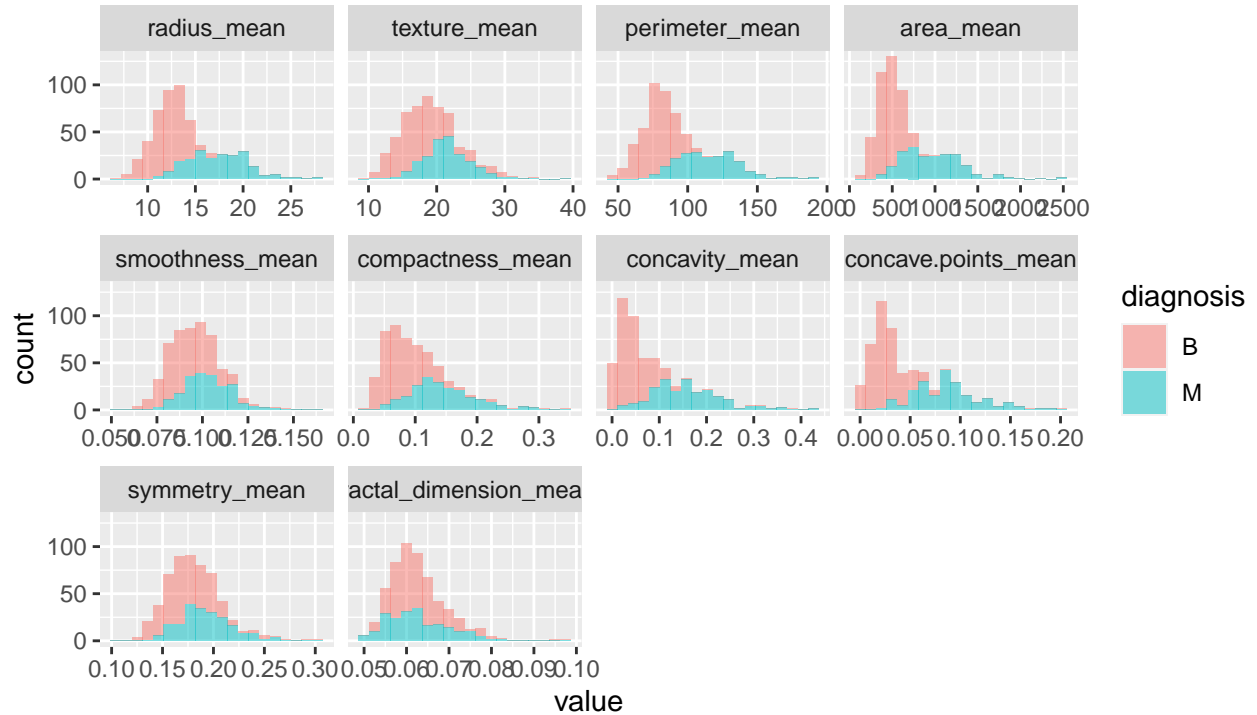 radius_mean texture_mean perimeter_mean area_mean
100
50
0
10 15 20 25 10 20 30 40 50 100 150 200 0 500 1000 1500 2000 2500
smoothness_mean compactness_mean concavity_mean concave.points_mean
100
50
0
0.050 0.075 0.100 0.125 0.150 0.0 0.1 0.2 0.3 0.0 0.1 0.2 0.3 0.4 0.00 0.05 0.10 0.15 0.20
symmetry_mean actal_dimension_mea
100
50
0
0.10 0.15 0.20 0.25 0.30 0.05 0.06 0.07 0.08 0.09 0.10
value
count
diagnosis
B
M